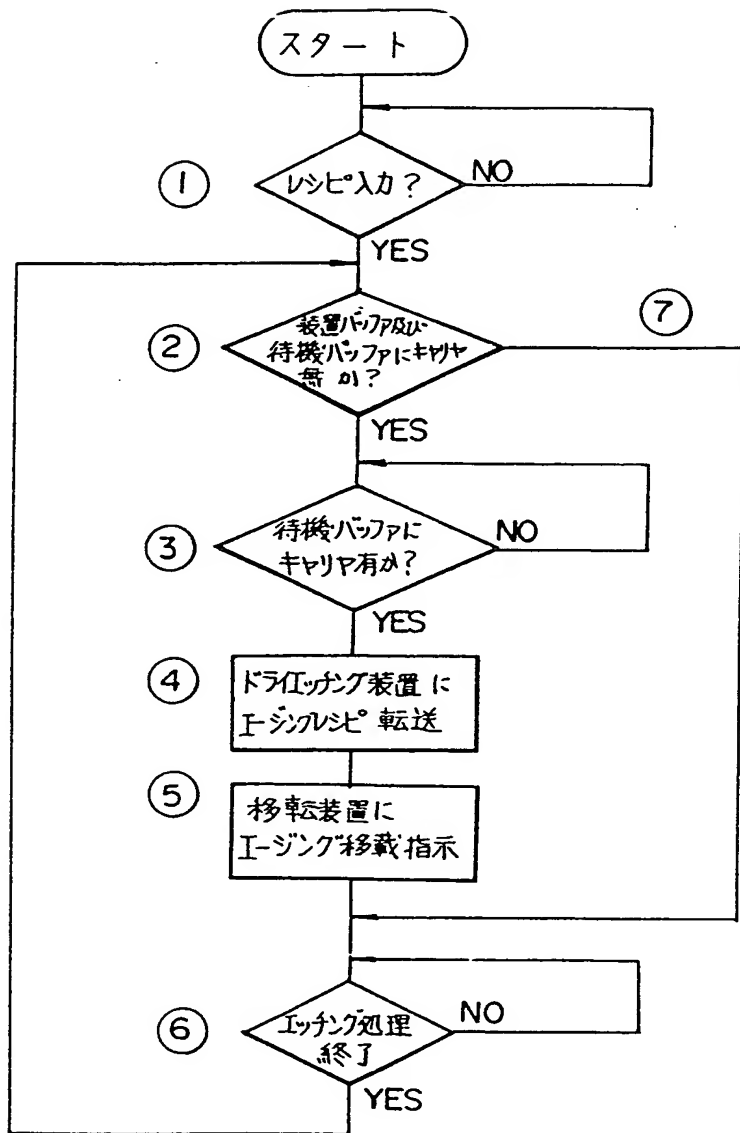 スタート
① レシピ入力？ NO
YES
⑦
② 装置バッファ及び
待機バッファにキャリヤ
無か？
YES
③ 待機バッファに NO
キャリヤ有か？
YES
④ ドライエッチング装置に
エージングレシピ転送
⑤ 移転装置に
エージング移載指示
⑥ エッチング処理 NO
終了
YES